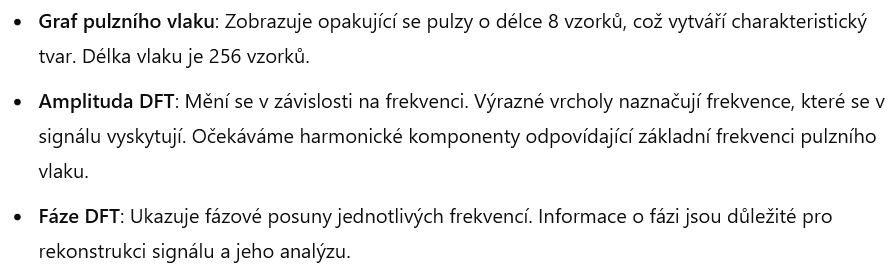 • Graf pulzního vlaku: Zobrazuje opakující se pulzy o délce 8 vzorků, což vytváří charakteristický
tvar. Délka vlaku je 256 vzorků.
• Amplituda DFT: Mění se v závislosti na frekvenci. Výrazné vrcholy naznačují frekvence, které se v
signálu vyskytují. Očekáváme harmonické komponenty odpovídající základní frekvenci pulzního
vlaku.
• Fáze DFT: Ukazuje fázové posuny jednotlivých frekvencí. Informace o fázi jsou důležité pro
rekonstrukci signálu a jeho analýzu.